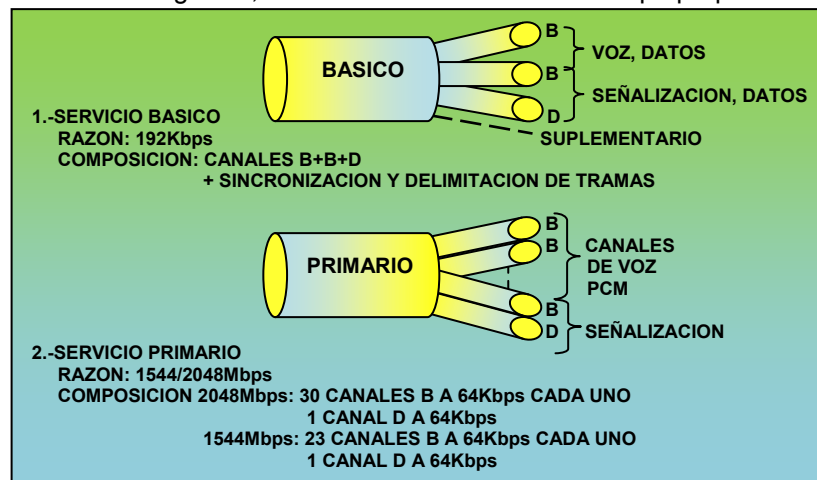 BASICO
B
B
D
VOZ, DATOS
SEÑALIZACION, DATOS
SUPLEMENTARIO
1.-SERVICIO BASICO
RAZON: 192Kbps
COMPOSICION: CANALES B+B+D
+ SINCRONIZACION Y DELIMITACION DE TRAMAS
PRIMARIO
B
B
B
D
CANALES
DE VOZ
PCM
SEÑALIZACION
2.-SERVICIO PRIMARIO
RAZON: 1544/2048Mbps
COMPOSICION 2048Mbps: 30 CANALES B A 64Kbps CADA UNO
1 CANAL D A 64Kbps
1544Mbps: 23 CANALES B A 64Kbps CADA UNO
1 CANAL D A 64Kbps